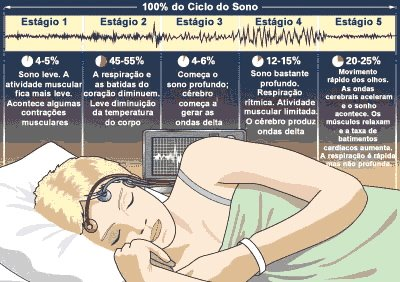 100% do Ciclo do Sono
Estágio 1
Estágio 2
Estágio 3
Estágio 4
Estágio 5
4-5%
Sono leve. A
atividade muscular
fica mais leve.
Acontece algumas
contrações
musculares
45-55%
A respiração e
as batidas do
coração diminuem.
Leve diminuição
da temperatura
do corpo
4-6%
Começa o
sono profundo;
cérebro
começa a
gerar as
ondas delta
12-15%
Sono bastante
profundo.
Respiração
rítmica. Atividade
muscular limitada.
O cérebro produz
ondas delta
20-25%
Movimento
rápido dos olhos.
As ondas
cerebrais aceleram
e o sonho
acontece. Os
músculos relaxam
e a taxa de
batimentos
cardíacos aumenta.
A respiração é rápida
mas não profunda.